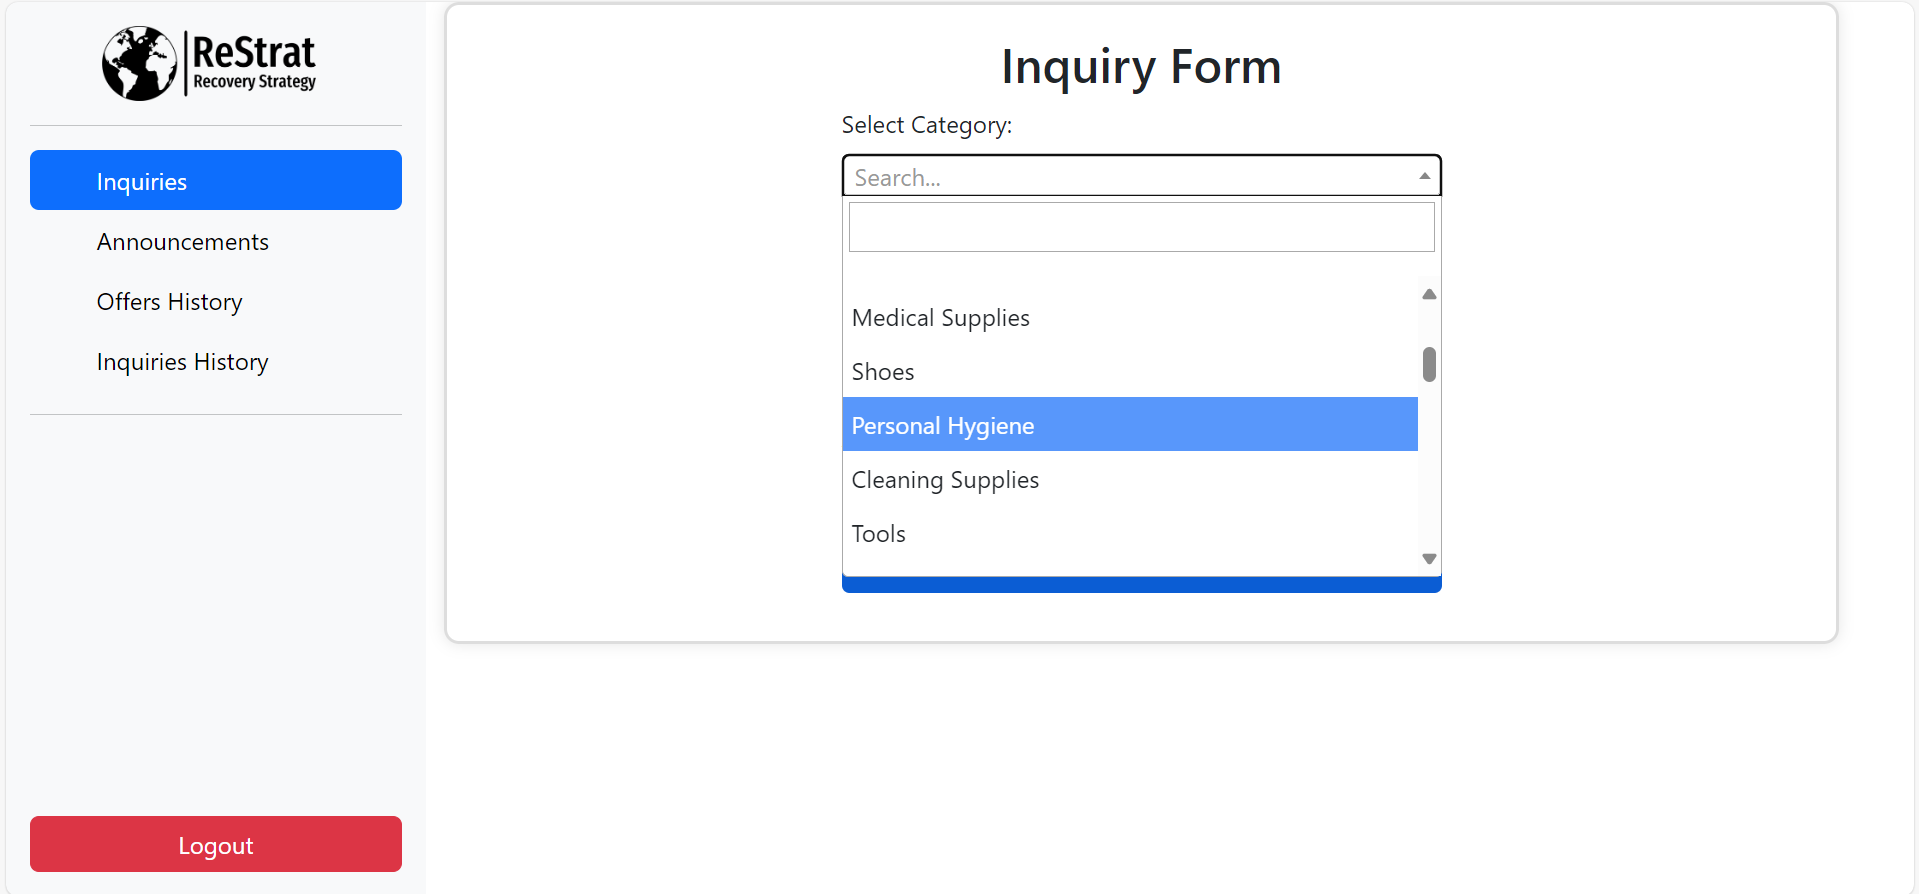 ReStrat
Recovery Strategy
Inquiries
Announcements
Offers History
Inquiries History
Logout
Inquiry Form
Select Category:
Search...
Medical Supplies
Shoes
Personal Hygiene
Cleaning Supplies
Tools